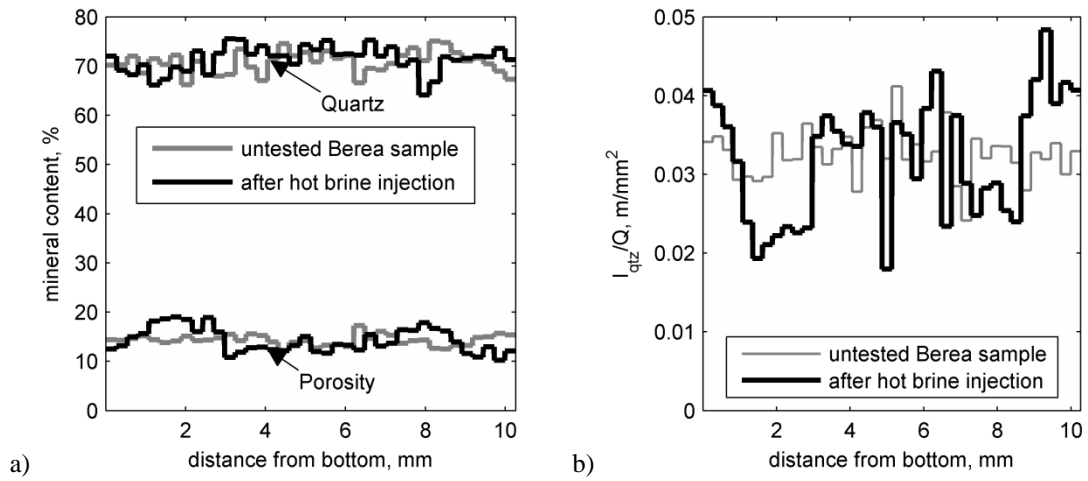 80
70
60
50
40
30
20
10
0
mineral content, %
Quartz
untested Berea sample
after hot brine injection
Porosity
2
4
6
8
10
distance from bottom, mm
a)
0.05
0.04
0.03
0.02
0.01
0
l_qtz/Q, m/mm²
untested Berea sample
after hot brine injection
2
4
6
8
10
distance from bottom, mm
b)